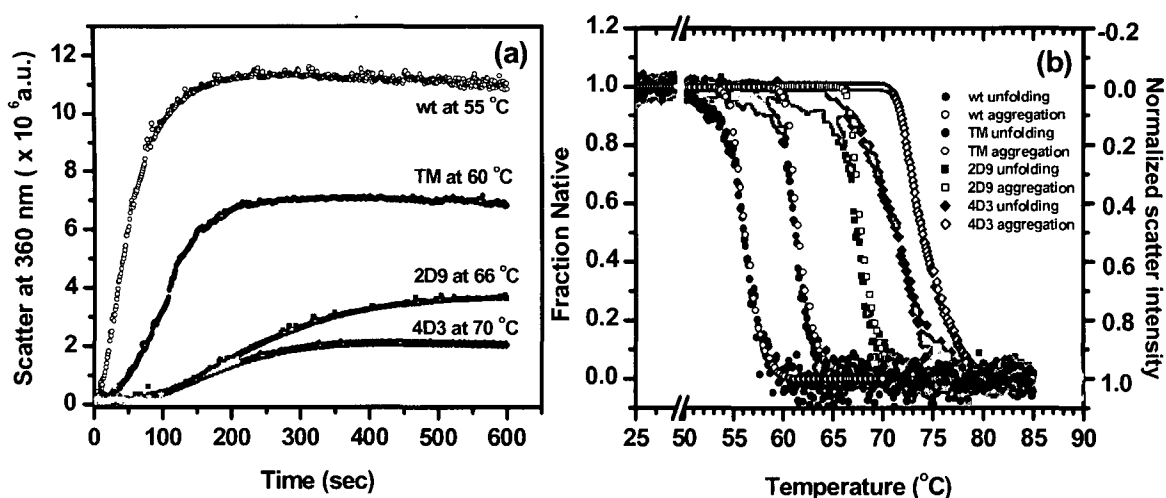 (a)
12
10
8
6
4
2
0
Scatter at 360 nm ( x 10 6 a.u.)
wt at 55 °C
TM at 60 °C
2D9 at 66 °C
4D3 at 70 °C
0 100 200 300 400 500 600
Time (sec)
(b)
1.2
1.0
0.8
0.6
0.4
0.2
0.0
Fraction Native
-0.2
0.0
0.2
0.4
0.6
0.8
1.0
Normalized scatter intensity
wt unfolding
wt aggregation
TM unfolding
TM aggregation
2D9 unfolding
2D9 aggregation
4D3 unfolding
4D3 aggregation
25 50 55 60 65 70 75 80 85 90
Temperature (°C)